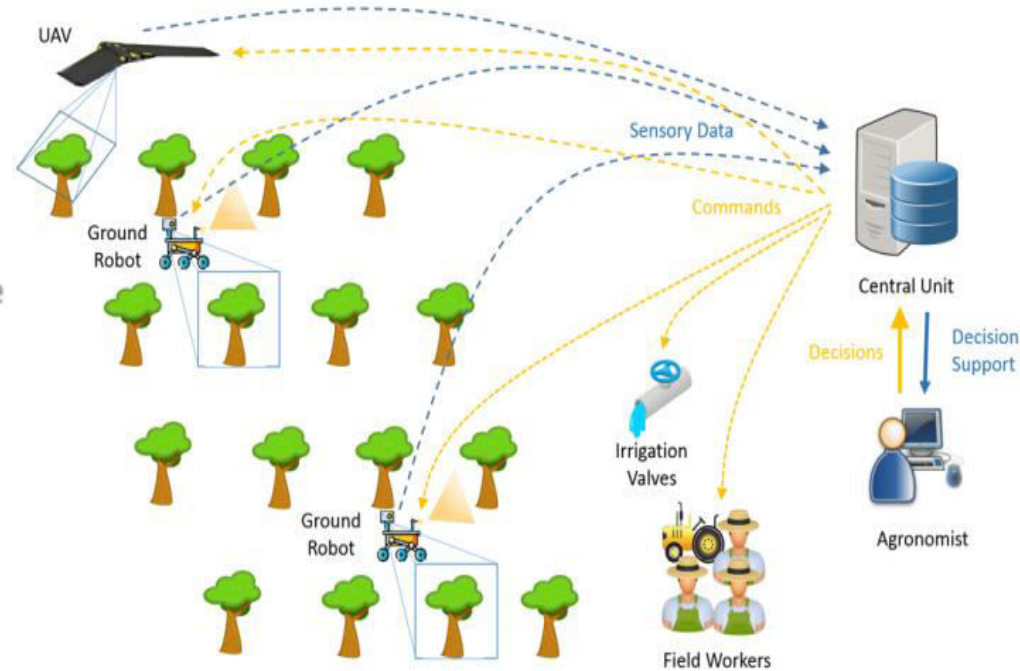 UAV
Sensory Data
Commands
Ground
Robot
Central Unit
Decisions
Decision
Support
Irrigation
Valves
Ground
Robot
Agronomist
Field Workers
e